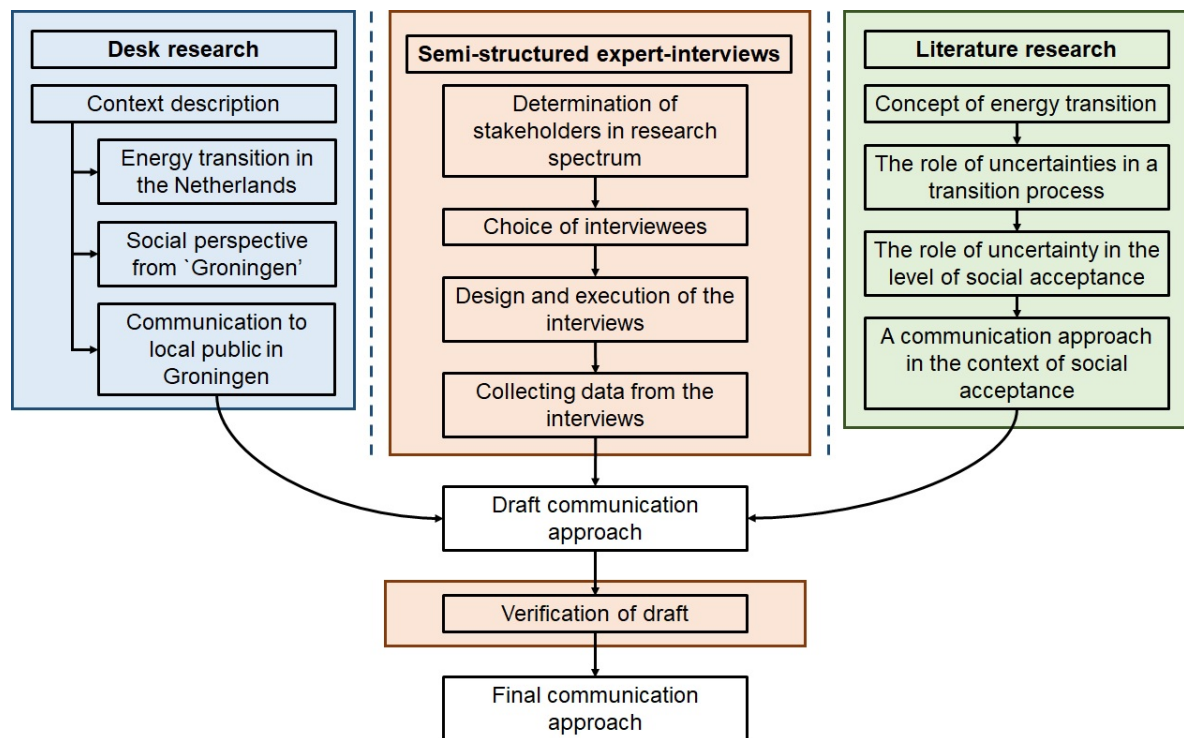 Desk research
Context description
Energy transition in
the Netherlands
Social perspective
from `Groningen’
Communication to
local public in
Groningen
Semi-structured expert-interviews
Determination of
stakeholders in research
spectrum
Choice of interviewees
Design and execution of the
interviews
Collecting data from the
interviews
Literature research
Concept of energy transition
The role of uncertainties in a
transition process
The role of uncertainty in the
level of social acceptance
A communication approach
in the context of social
acceptance
Draft communication
approach
Verification of draft
Final communication
approach